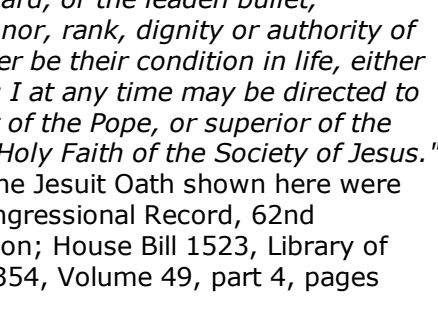 ard, or the leaden bullet,
nor, rank, dignity or authority of
er be their condition in life, either
I at any time may be directed to
of the Pope, or superior of the
Holy Faith of the Society of Jesus."
he Jesuit Oath shown here were
ngressional Record, 62nd
on; House Bill 1523, Library of
354, Volume 49, part 4, pages